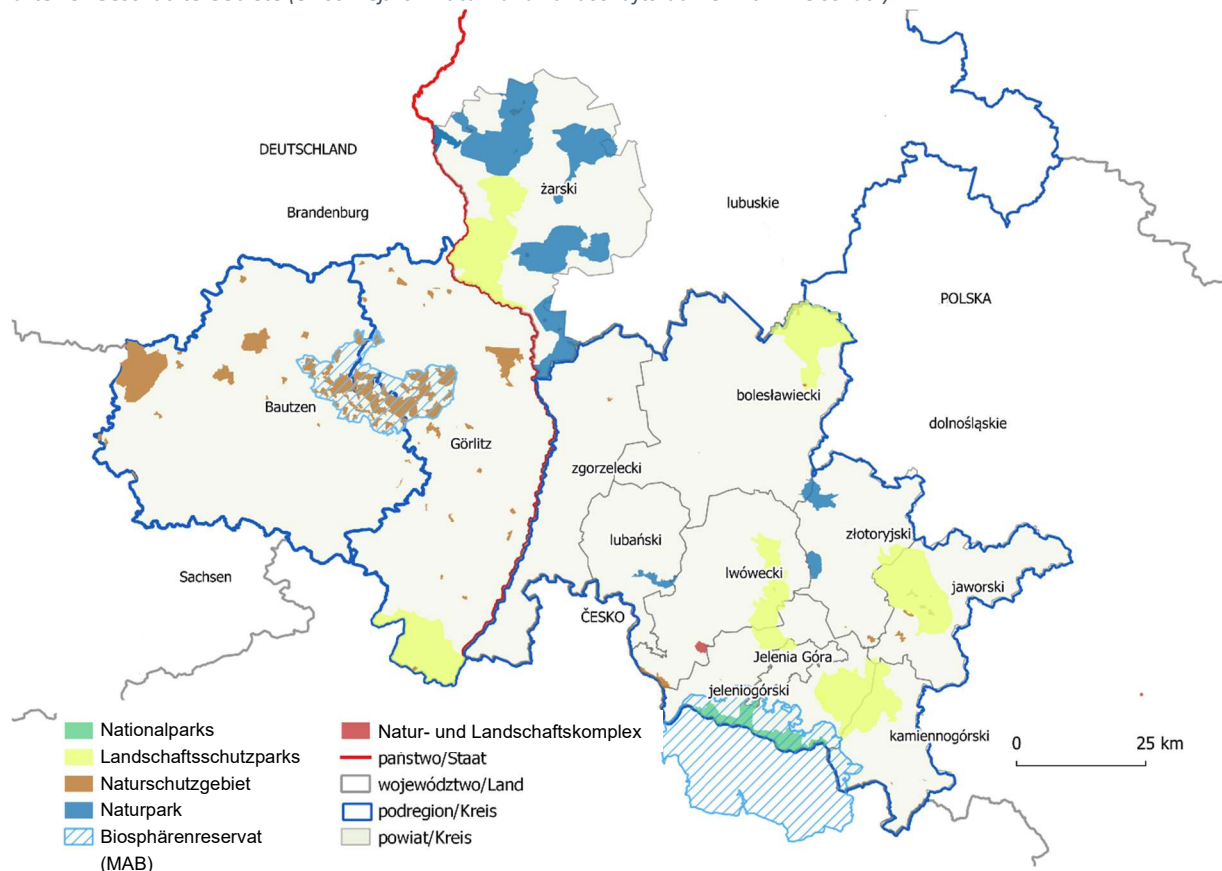 DEUTSCHLAND
Brandenburg
żarski
lubuskie
POLSKA
bolesławiecki
dolnośląskie
Bautzen
Görlitz
zgorzelecki
lubański
lwówecki
złotoryjski
jaworski
Sachsen
ČESKO
Jelenia Góra
jeleniogórski
kamiennogórski
0 25 km
Nationalparks
Landschaftsschutzparks
Naturschutzgebiet
Naturpark
Biosphärenreservat
(MAB)
Natur- und Landschaftskomplex
państwo/Staat
województwo/Land
podregion/Kreis
powiat/Kreis